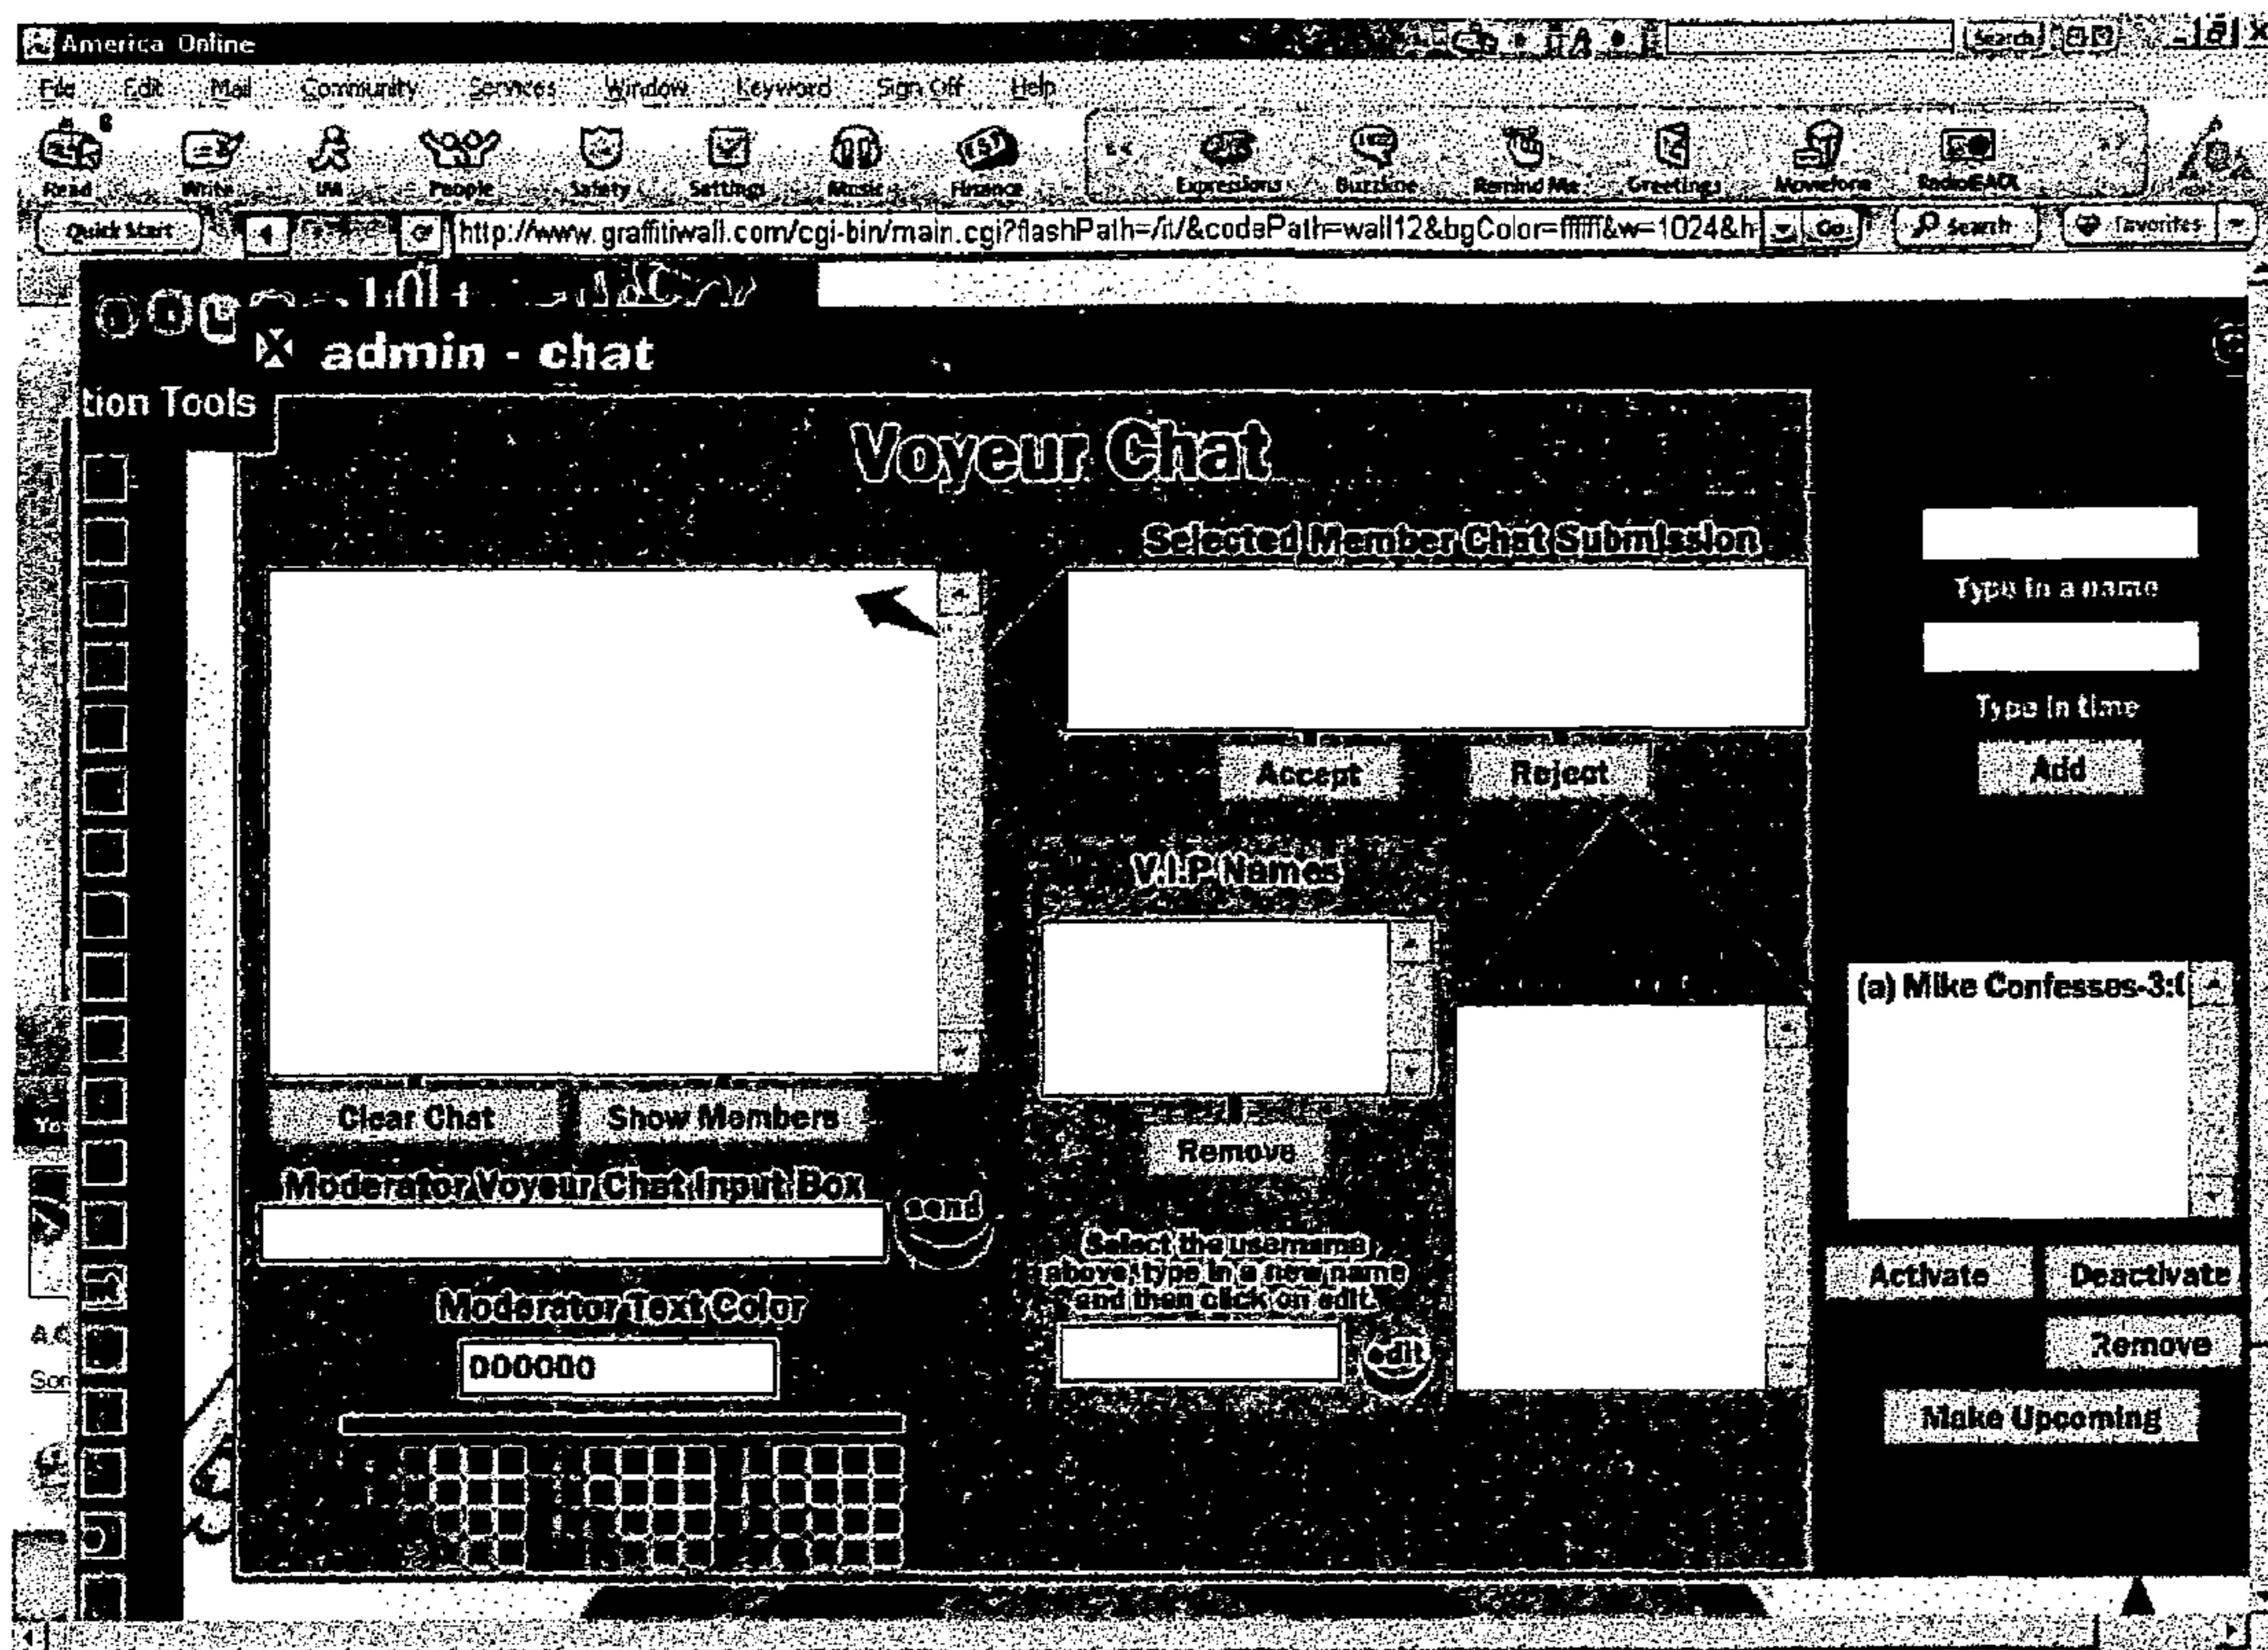 America Online
Search
File Edit Mail Community Services Window Keyword Sign Off Help
Read Write IM People Safety Settings Music Finance Expressions Buzzline Remind Me Greetings Moviefone
Quick Start http://www.graffitiwall.com/cgi-bin/main.cgi?flashPath=/it/&codePath=wall12&bgColor=ffffff&w=1024&h Go Search Favorites
admin - chat
tion Tools
Voyeur Chat
Selected Member Chat Submission
Type in a name
Type in time
Accept Reject Add
V.I.P Names
(a) Mike Confesses-3:(
Clear Chat Show Members
Remove
Moderator Voyeur Chat Input Box send
Select the username
above, type in a new name
and then click on edit.
Activate Deactivate
Moderator Text Color
000000
edit
Remove
Make Upcoming